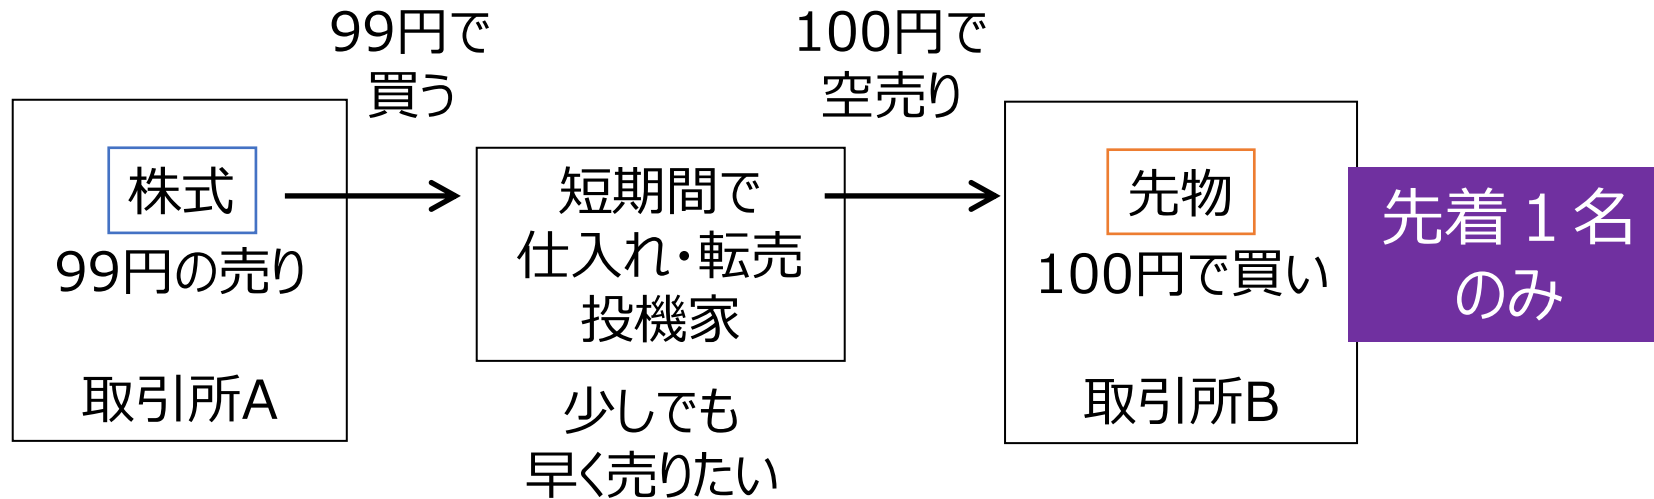 99円で
買う
100円で
空売り
株式
99円の売り
取引所A
短期間で
仕入れ・転売
投機家
少しでも
早く売りたい
先物
100円で買い
取引所B
先着１名
のみ